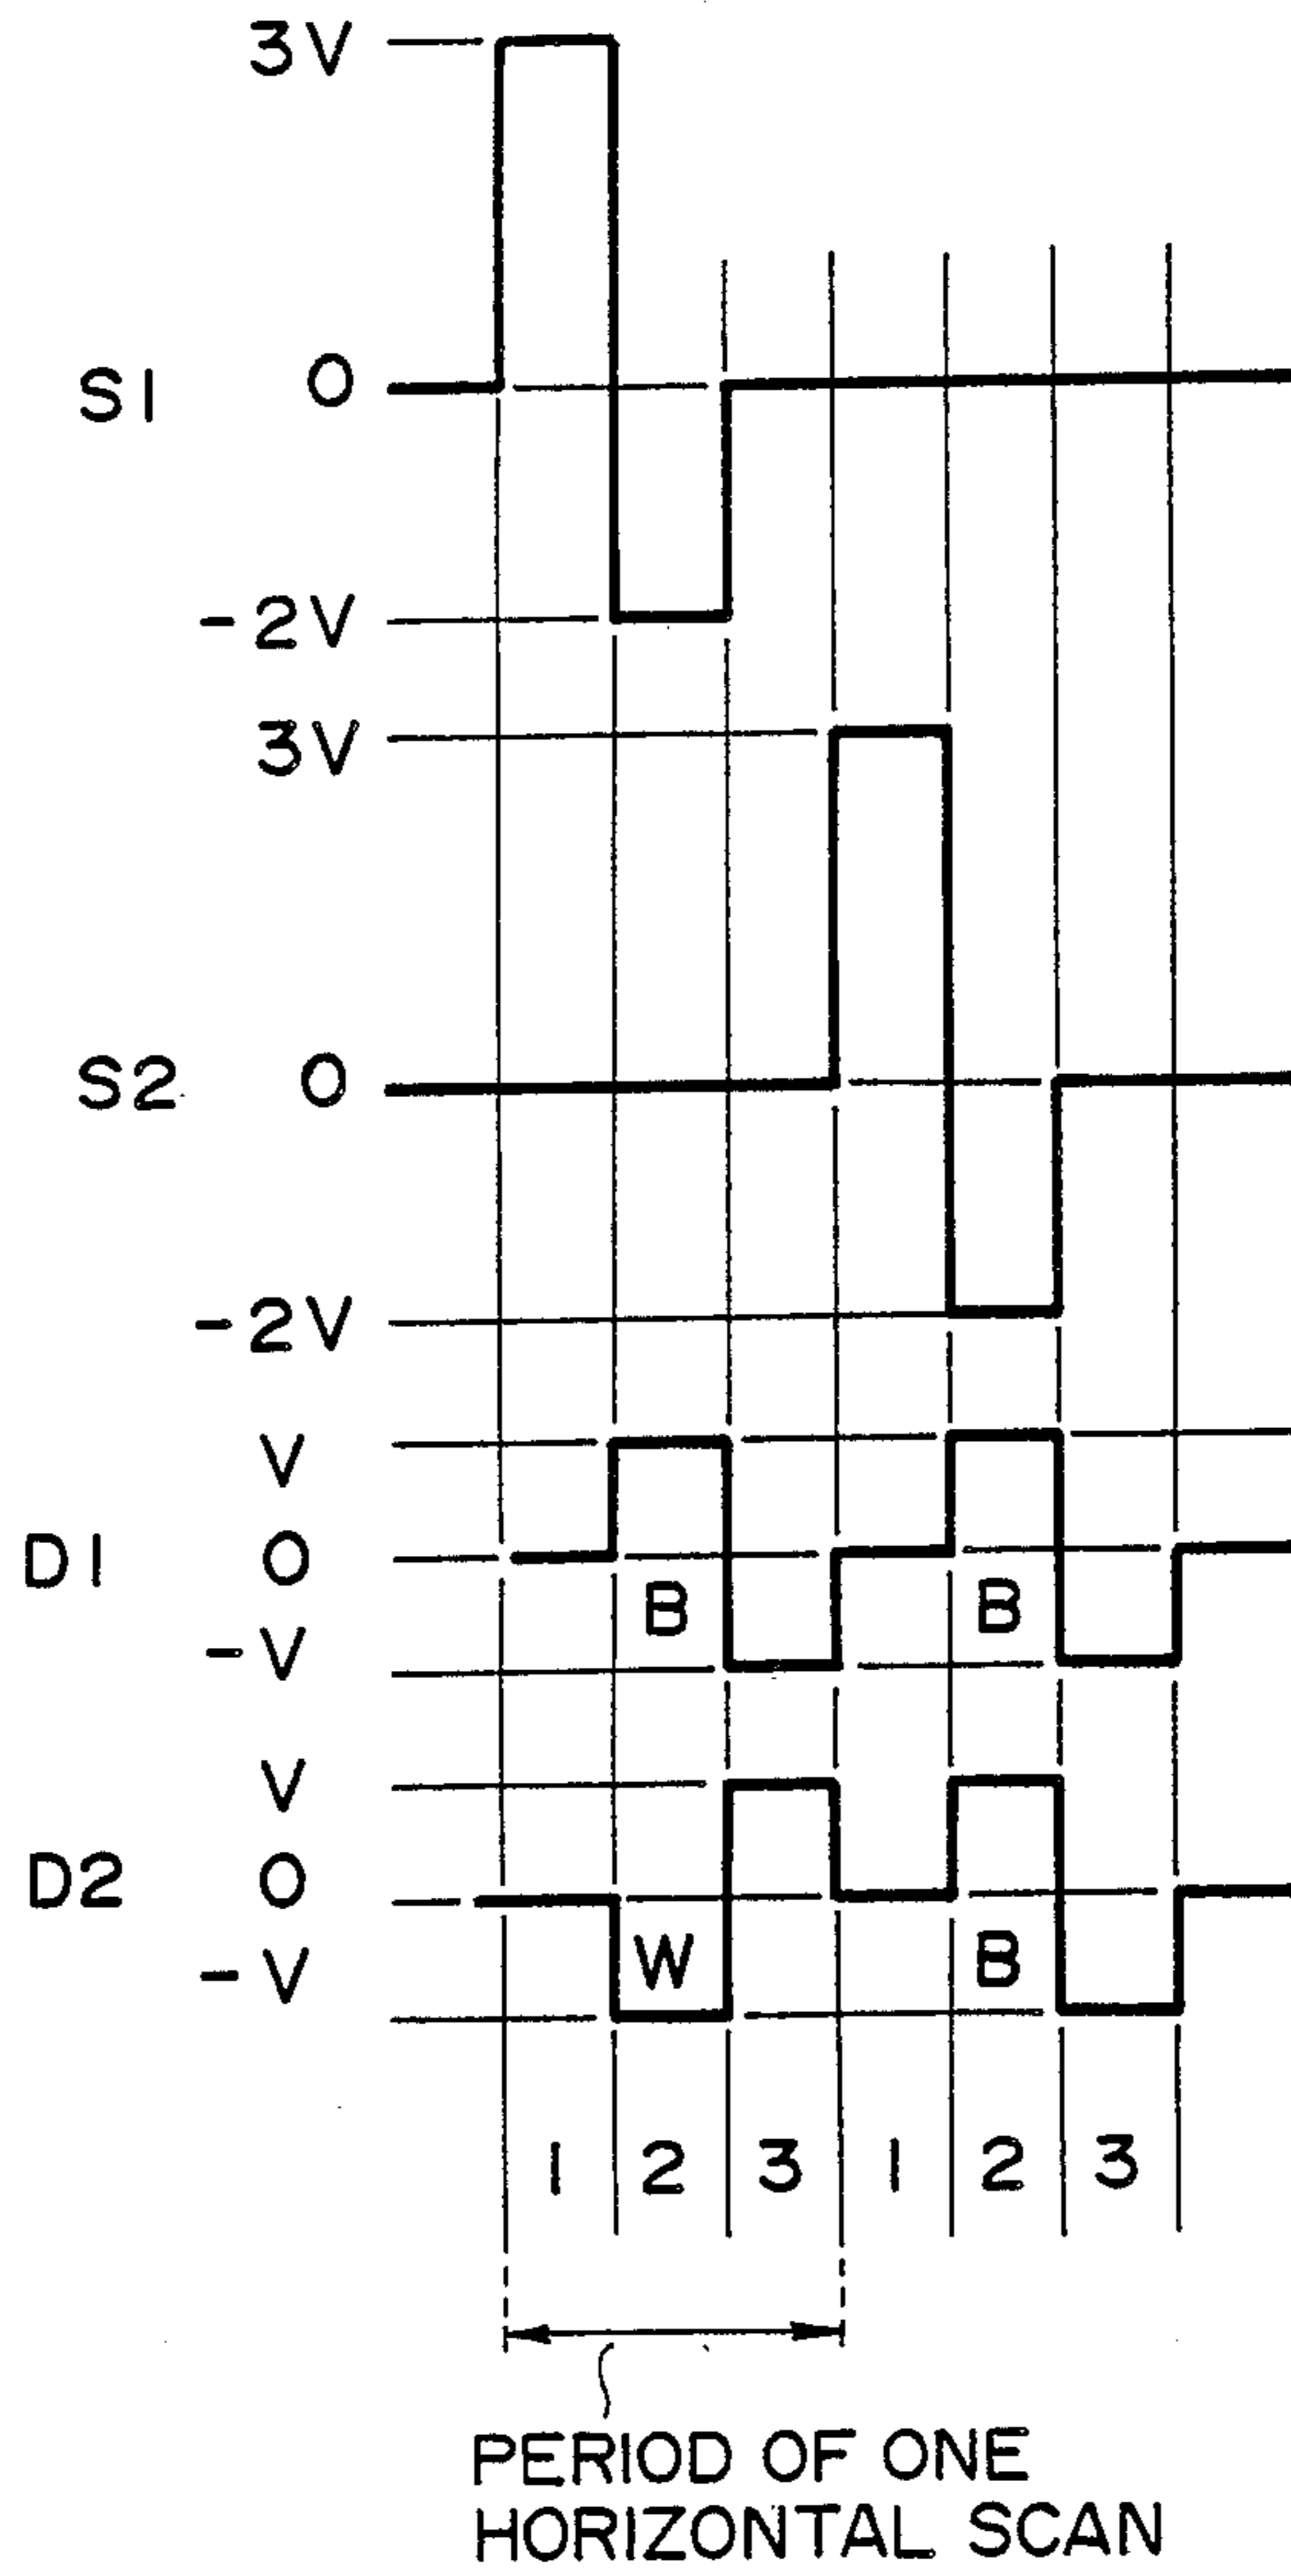 3V
S1 0
-2V
3V
S2 0
-2V
V
D1 0
B B
-V
V
D2 0
W B
-V
1 2 3 1 2 3
PERIOD OF ONE
HORIZONTAL SCAN